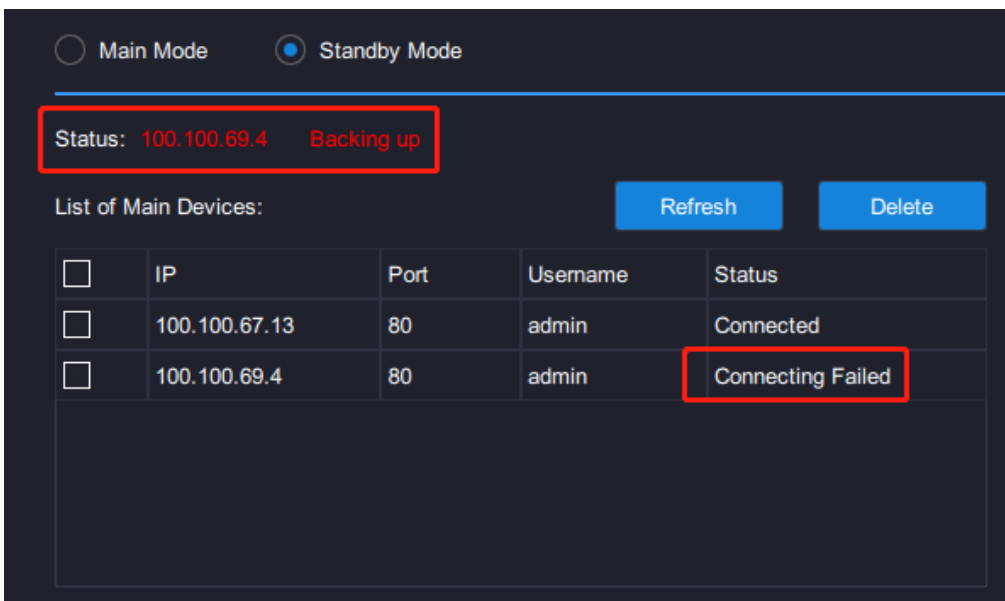 Main Mode Standby Mode
Status: 100.100.69.4 Backing up
List of Main Devices: Refresh Delete
IP Port Username Status
100.100.67.13 80 admin Connected
100.100.69.4 80 admin Connecting Failed